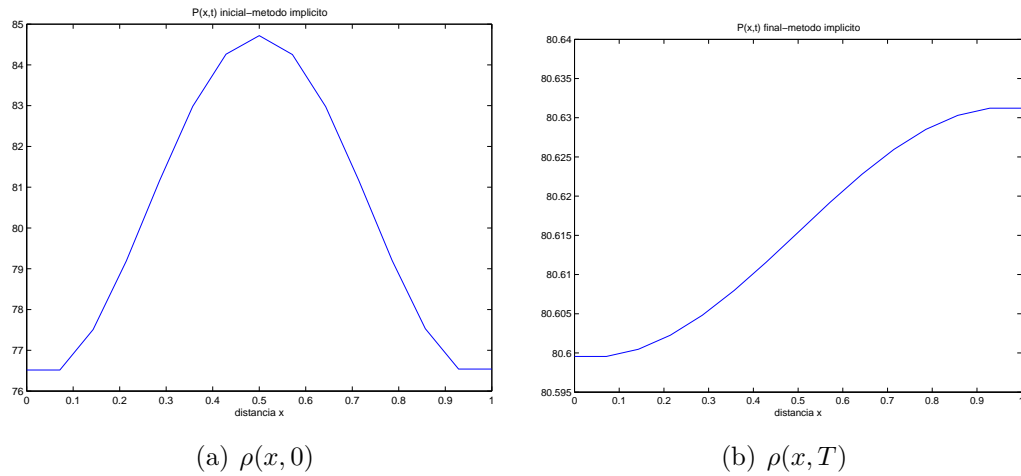 P(x,t) inicial−metodo implicito
85
84
83
82
81
80
79
78
77
76
0 0.1 0.2 0.3 0.4 0.5 0.6 0.7 0.8 0.9 1
distancia x
(a) ρ(x, 0)
P(x,t) final−metodo implicito
80.64
80.635
80.63
80.625
80.62
80.615
80.61
80.605
80.6
80.595
0 0.1 0.2 0.3 0.4 0.5 0.6 0.7 0.8 0.9 1
distancia x
(b) ρ(x, T)